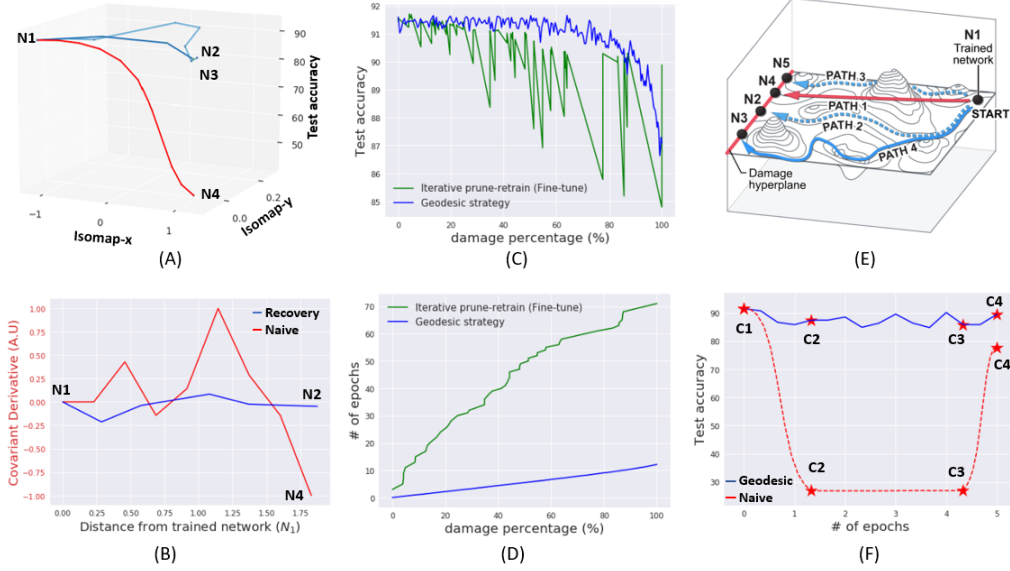 N1
N2
N3
N4
90
80
70
60
50
Test accuracy
−1
0
1
Isomap-x
0.0
0.2
Isomap-y
(A)
92
91
90
89
88
87
86
85
Test accuracy
Iterative prune-retrain (Fine-tune)
Geodesic strategy
0
20
40
60
80
100
damage percentage (%)
(C)
N1
Trained
network
START
N5
N4
N2
N3
PATH 3
PATH 1
PATH 2
PATH 4
Damage
hyperplane
(E)
1.00
0.75
0.50
0.25
0.00
−0.25
−0.50
−0.75
−1.00
Covariant Derivative (A.U)
Recovery
Naive
N1
N2
N4
0.00
0.25
0.50
0.75
1.00
1.25
1.50
1.75
Distance from trained network (N1)
(B)
70
60
50
40
30
20
10
0
# of epochs
Iterative prune-retrain (Fine-tune)
Geodesic strategy
0
20
40
60
80
100
damage percentage (%)
(D)
90
80
70
60
50
40
30
Test accuracy
C1
C2
C3
C4
C4
C2
C3
Geodesic
Naive
0
1
2
3
4
5
# of epochs
(F)